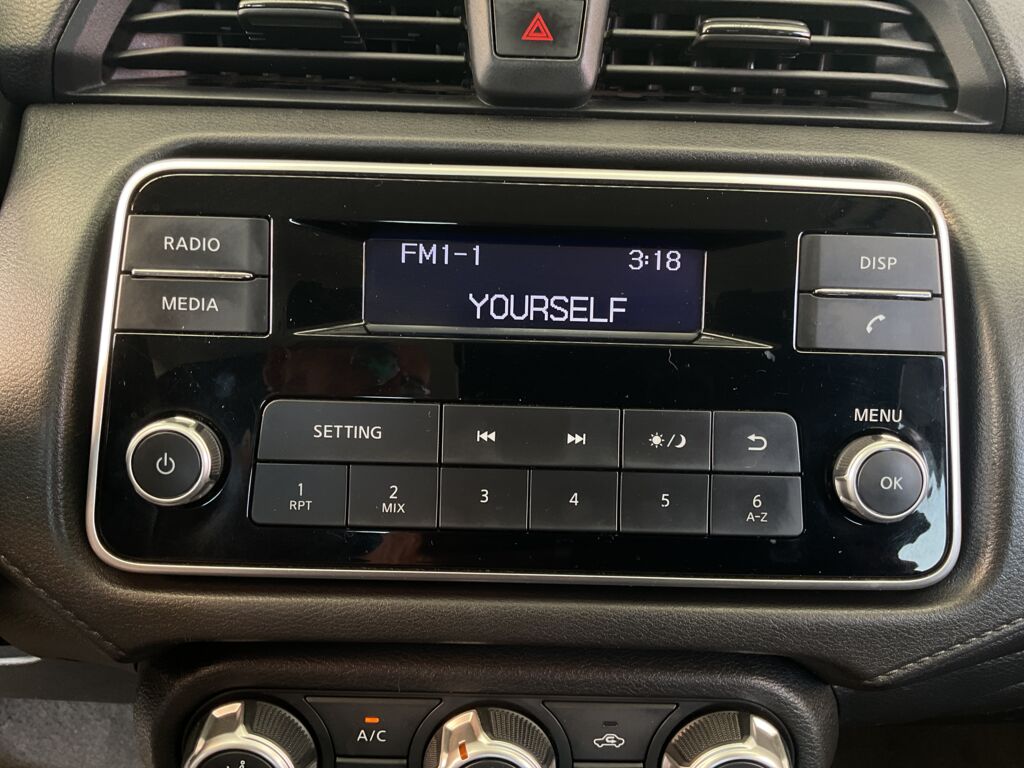 RADIO
MEDIA
FM1-1 3:18
YOURSELF
DISP
MENU
SETTING
OK
1 RPT
2 MIX
3
4
5
6 A-Z
A/C